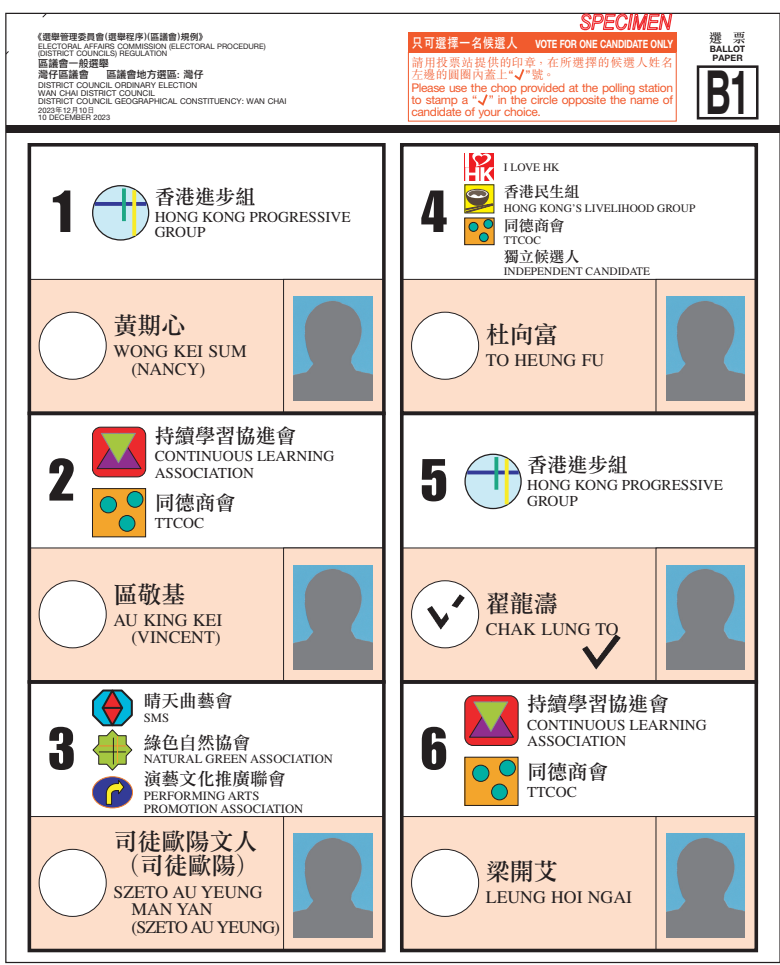 《選舉管理委員會(選舉程序)(區議會)規例》
ELECTORAL AFFAIRS COMMISSION (ELECTORAL PROCEDURE)
(DISTRICT COUNCILS) REGULATION
區議會一般選舉
灣仔區議會 區議會地方選區: 灣仔
DISTRICT COUNCIL ORDINARY ELECTION
WAN CHAI DISTRICT COUNCIL
DISTRICT COUNCIL GEOGRAPHICAL CONSTITUENCY: WAN CHAI
2023年12月10日
10 DECEMBER 2023
SPECIMEN
只可選擇一名候選人 VOTE FOR ONE CANDIDATE ONLY
請用投票站提供的印章，在所選擇的候選人姓名
左邊的圓圈內蓋上“✓”號。
Please use the chop provided at the polling station
to stamp a “✓” in the circle opposite the name of
candidate of your choice.
選票
BALLOT
PAPER
B1
1
香港進步組
HONG KONG PROGRESSIVE
GROUP
黃期心
WONG KEI SUM
(NANCY)
2
持續學習協進會
CONTINUOUS LEARNING
ASSOCIATION
同德商會
TTCOC
區敬基
AU KING KEI
(VINCENT)
3
晴天曲藝會
SMS
綠色自然協會
NATURAL GREEN ASSOCIATION
演藝文化推廣聯會
PERFORMING ARTS
PROMOTION ASSOCIATION
司徒歐陽文人
(司徒歐陽)
SZETO AU YEUNG
MAN YAN
(SZETO AU YEUNG)
4
I HK
I LOVE HK
香港民生組
HONG KONG'S LIVELIHOOD GROUP
同德商會
TTCOC
獨立候選人
INDEPENDENT CANDIDATE
杜向富
TO HEUNG FU
5
香港進步組
HONG KONG PROGRESSIVE
GROUP
翟龍濤
CHAK LUNG TO
6
持續學習協進會
CONTINUOUS LEARNING
ASSOCIATION
同德商會
TTCOC
梁開艾
LEUNG HOI NGAI